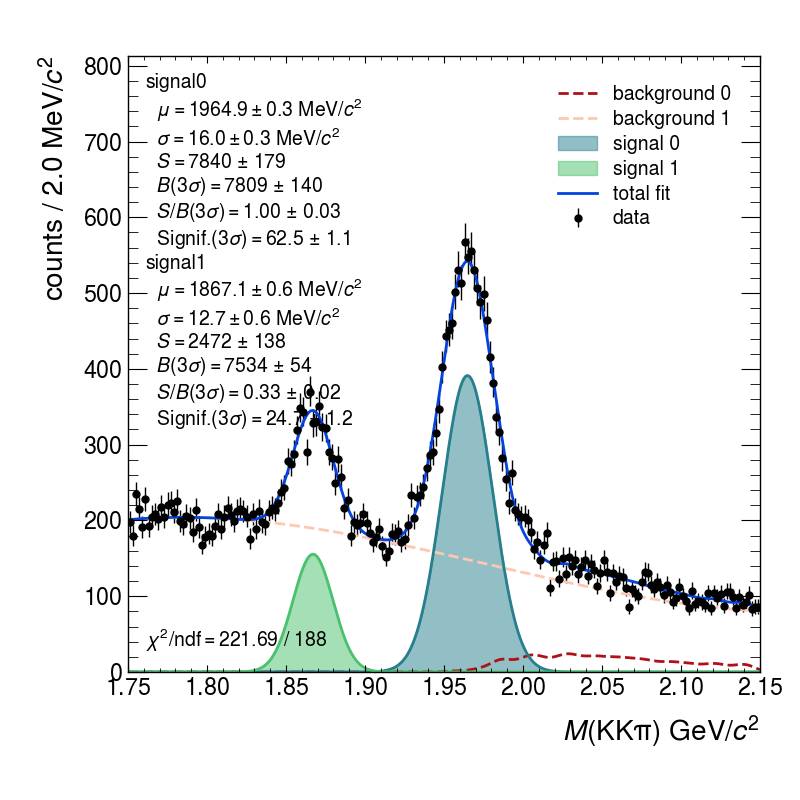 counts / 2.0 MeV/c²
800
700
600
500
400
300
200
100
0
signal0
μ = 1964.9 ± 0.3 MeV/c²
σ = 16.0 ± 0.3 MeV/c²
S = 7840 ± 179
B(3σ) = 7809 ± 140
S/B(3σ) = 1.00 ± 0.03
Signif.(3σ) = 62.5 ± 1.1
signal1
μ = 1867.1 ± 0.6 MeV/c²
σ = 12.7 ± 0.6 MeV/c²
S = 2472 ± 138
B(3σ) = 7534 ± 54
S/B(3σ) = 0.33 ± 0.02
Signif.(3σ) = 24. ± 1.2
χ²/ndf = 221.69 / 188
background 0
background 1
signal 0
signal 1
total fit
data
1.75 1.80 1.85 1.90 1.95 2.00 2.05 2.10 2.15
M(KKπ) GeV/c²